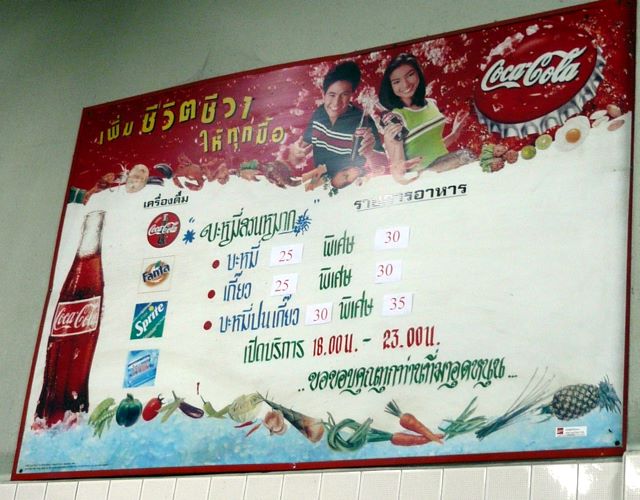 เพิ่ม ชีวิตชีวา
ให้ทุกมื้อ
Coca-Cola
เครื่องดื่ม
รายการอาหาร
Coca-Cola
บะหมี่สวนหมาก
บะหมี่ 25 พิเศษ 30
Fanta
เกี๊ยว 25 พิเศษ 30
Sprite
Coca-Cola
บะหมี่ปนเกี๊ยว 30 พิเศษ 35
เปิดบริการ 18.00 น. - 23.00 น.
..ขอขอบคุณทุกท่านที่มาอุดหนุน...